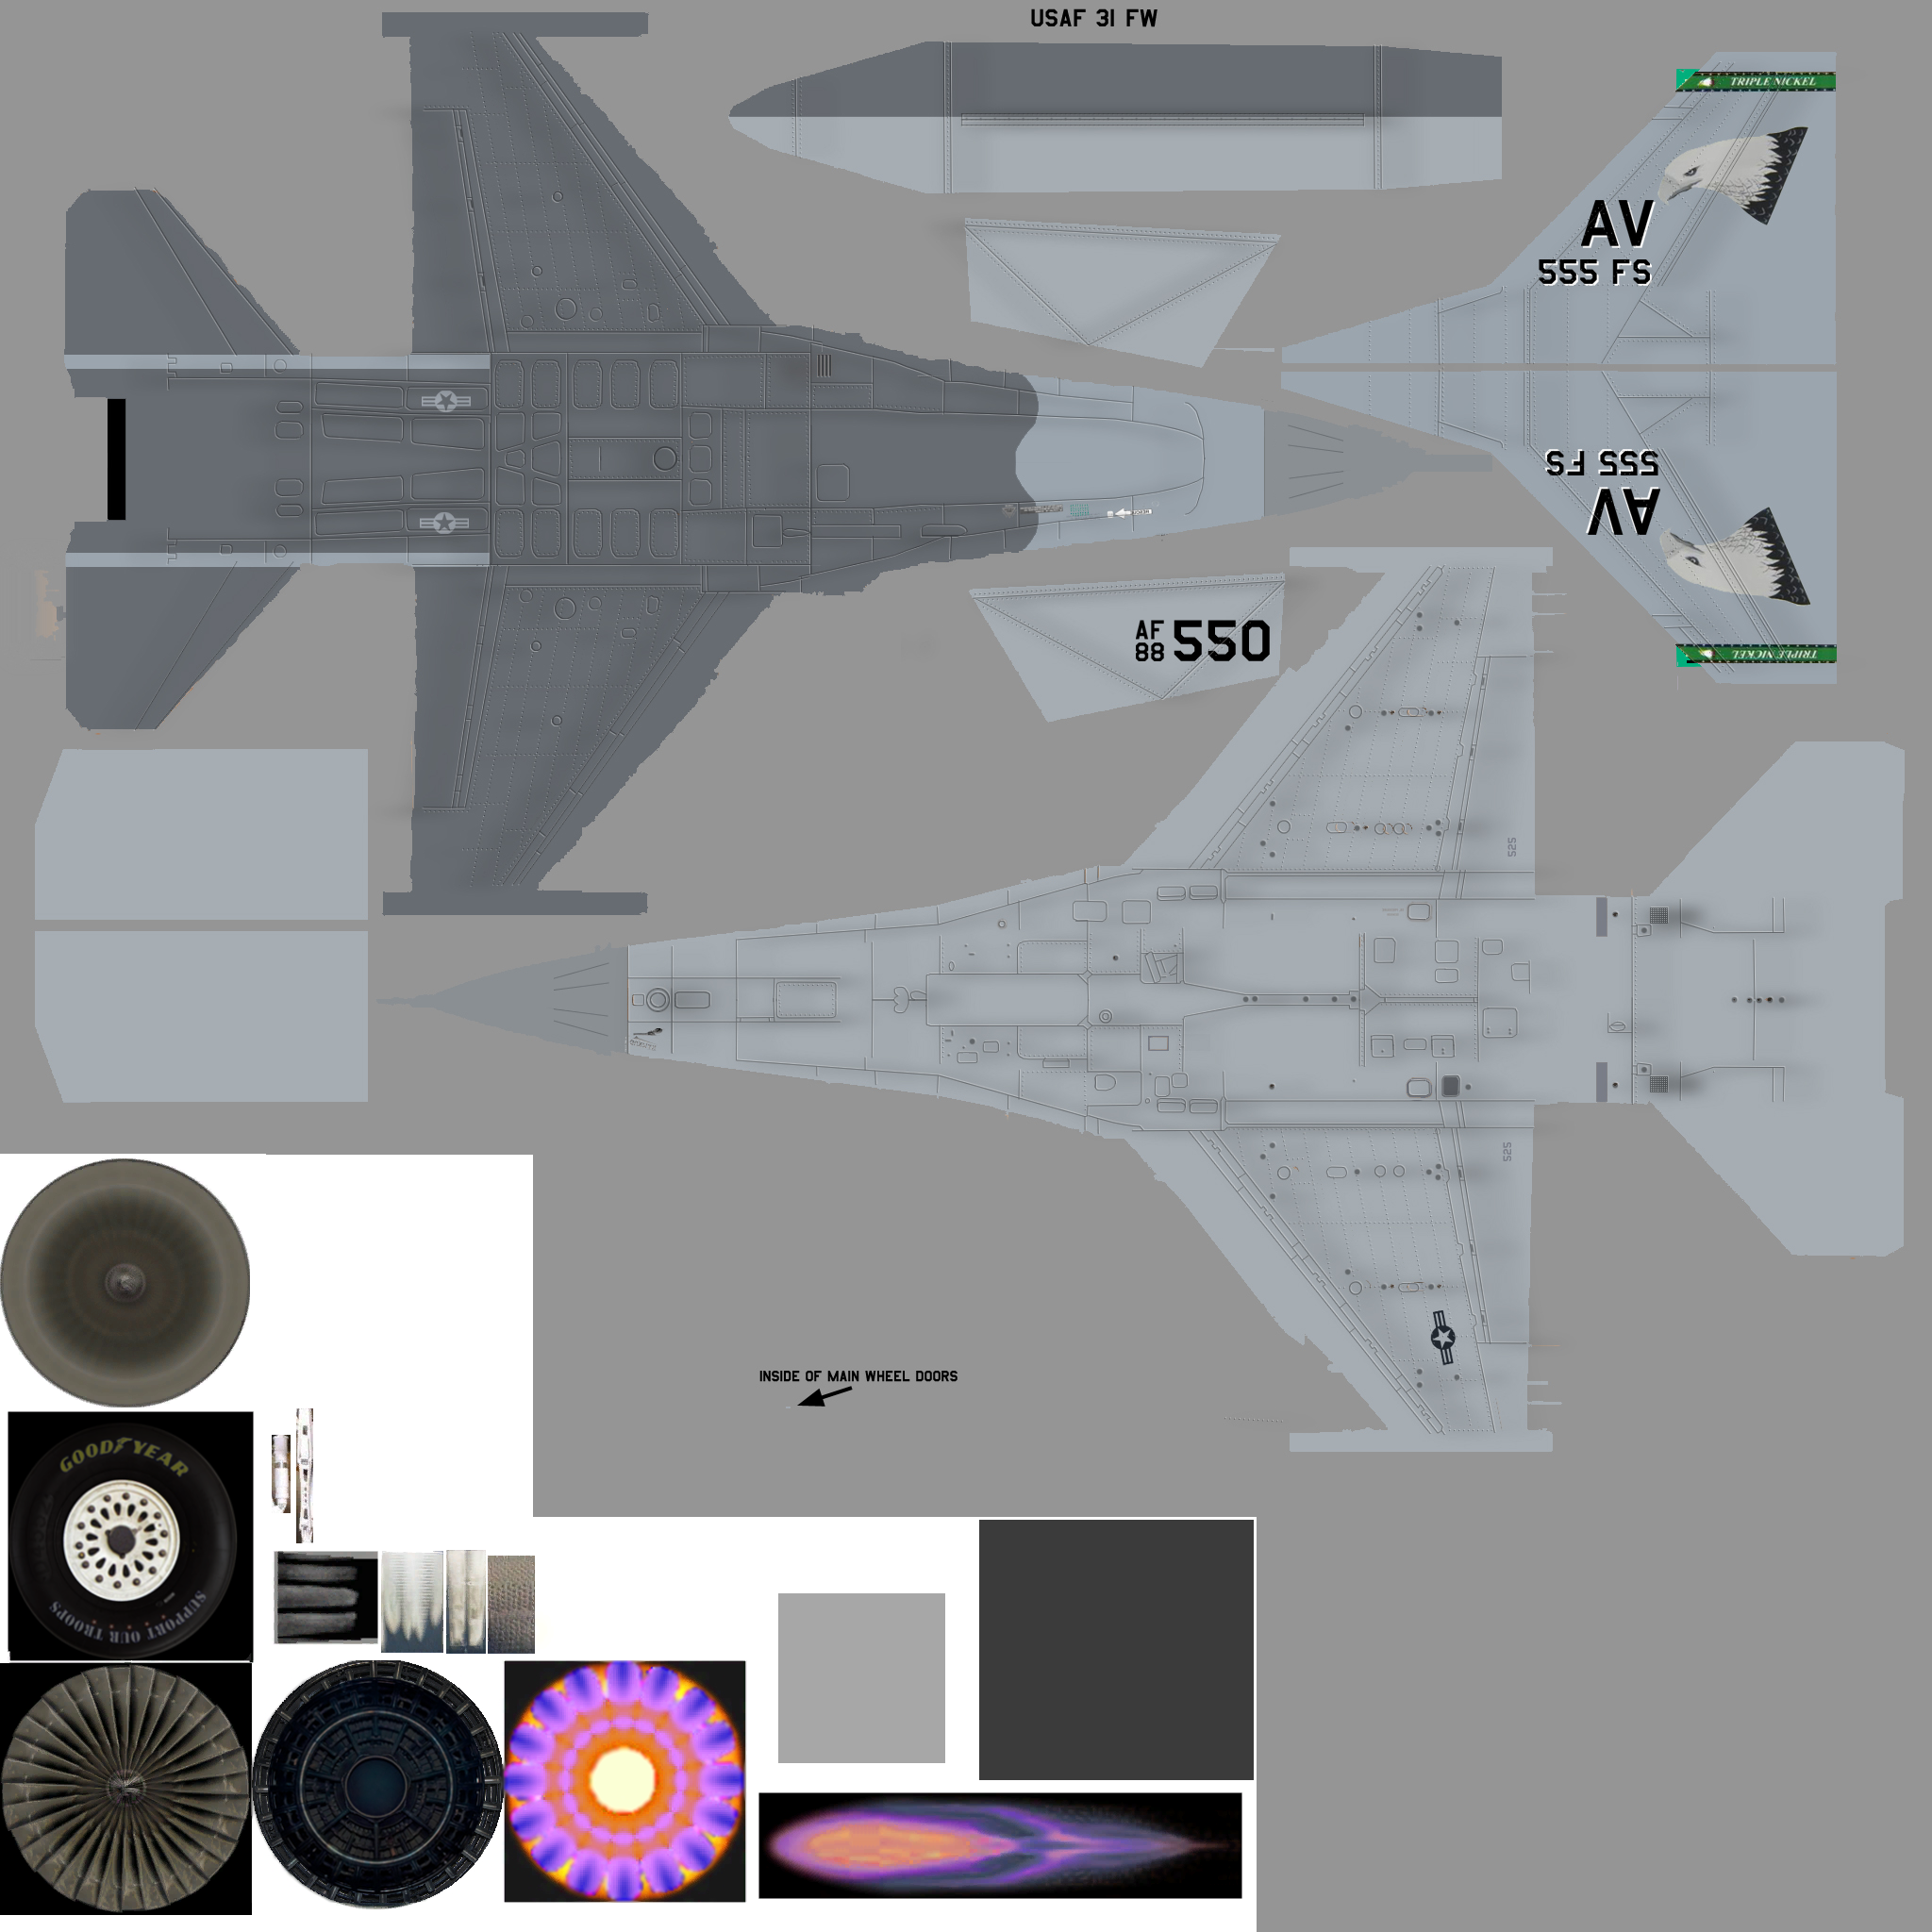 USAF 31 FW
TRIPLE NICKEL
AV
555 FS
555 FS
AV
AF
88
550
TRIPLE NICKEL
525
525
INSIDE OF MAIN WHEEL DOORS
GOODYEAR
SUPPORT OUR TROOPS